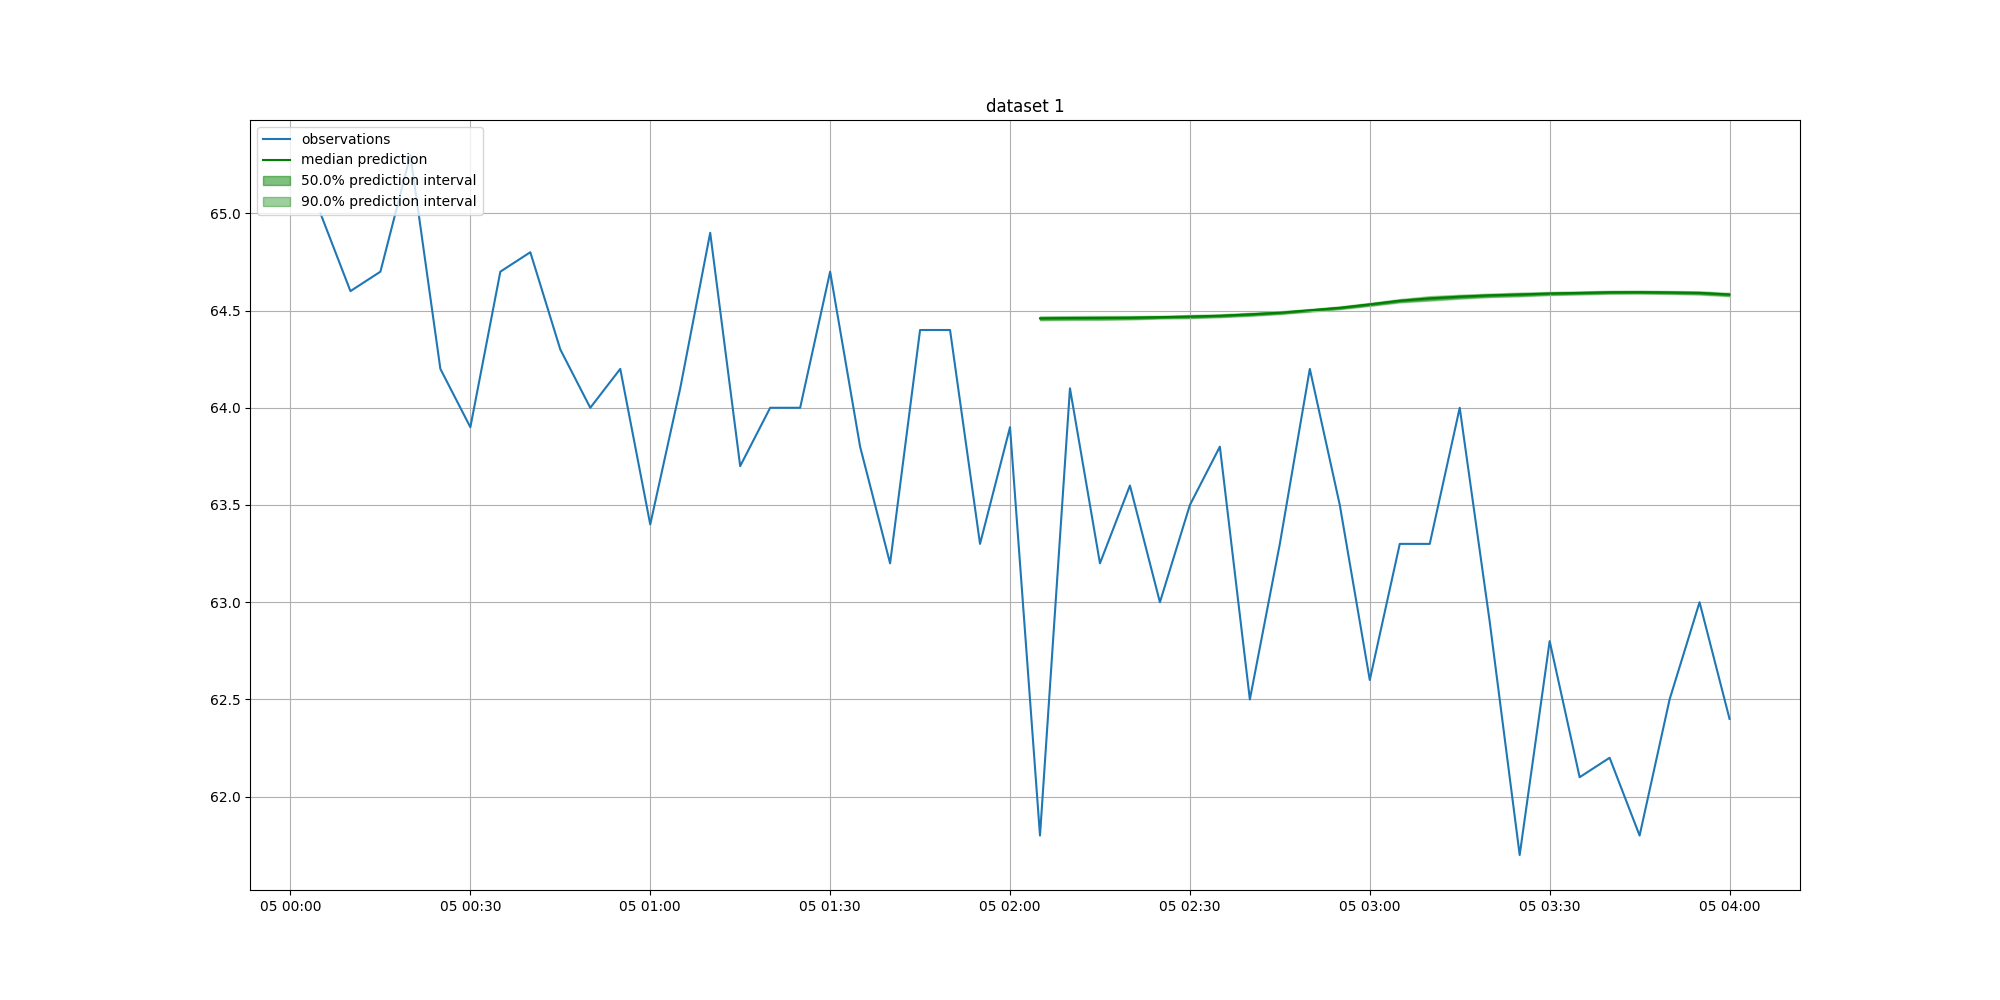 dataset 1
observations
median prediction
50.0% prediction interval
90.0% prediction interval
65.0
64.5
64.0
63.5
63.0
62.5
62.0
05 00:00 05 00:30 05 01:00 05 01:30 05 02:00 05 02:30 05 03:00 05 03:30 05 04:00